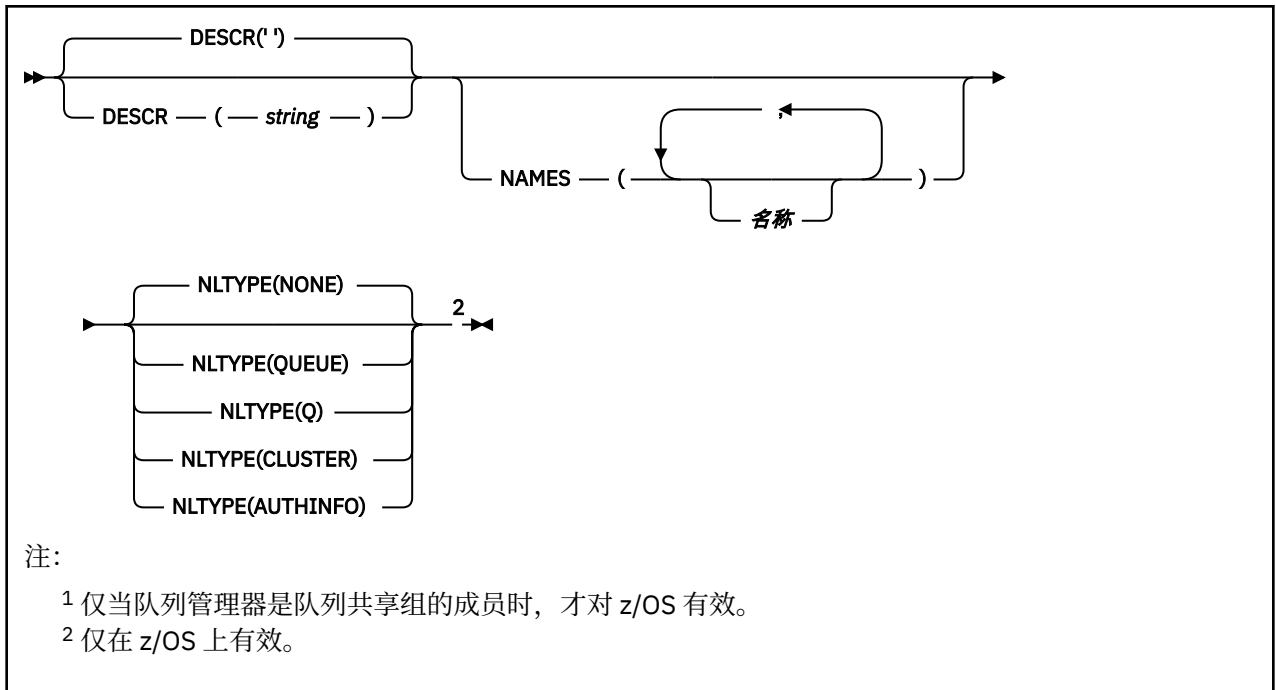 DESCR(' ')
DESCR ( string )
,
NAMES ( )
名称
NLTYPE(NONE)
2
NLTYPE(QUEUE)
NLTYPE(Q)
NLTYPE(CLUSTER)
NLTYPE(AUTHINFO)
注：
1 仅当队列管理器是队列共享组的成员时，才对 z/OS 有效。
2 仅在 z/OS 上有效。